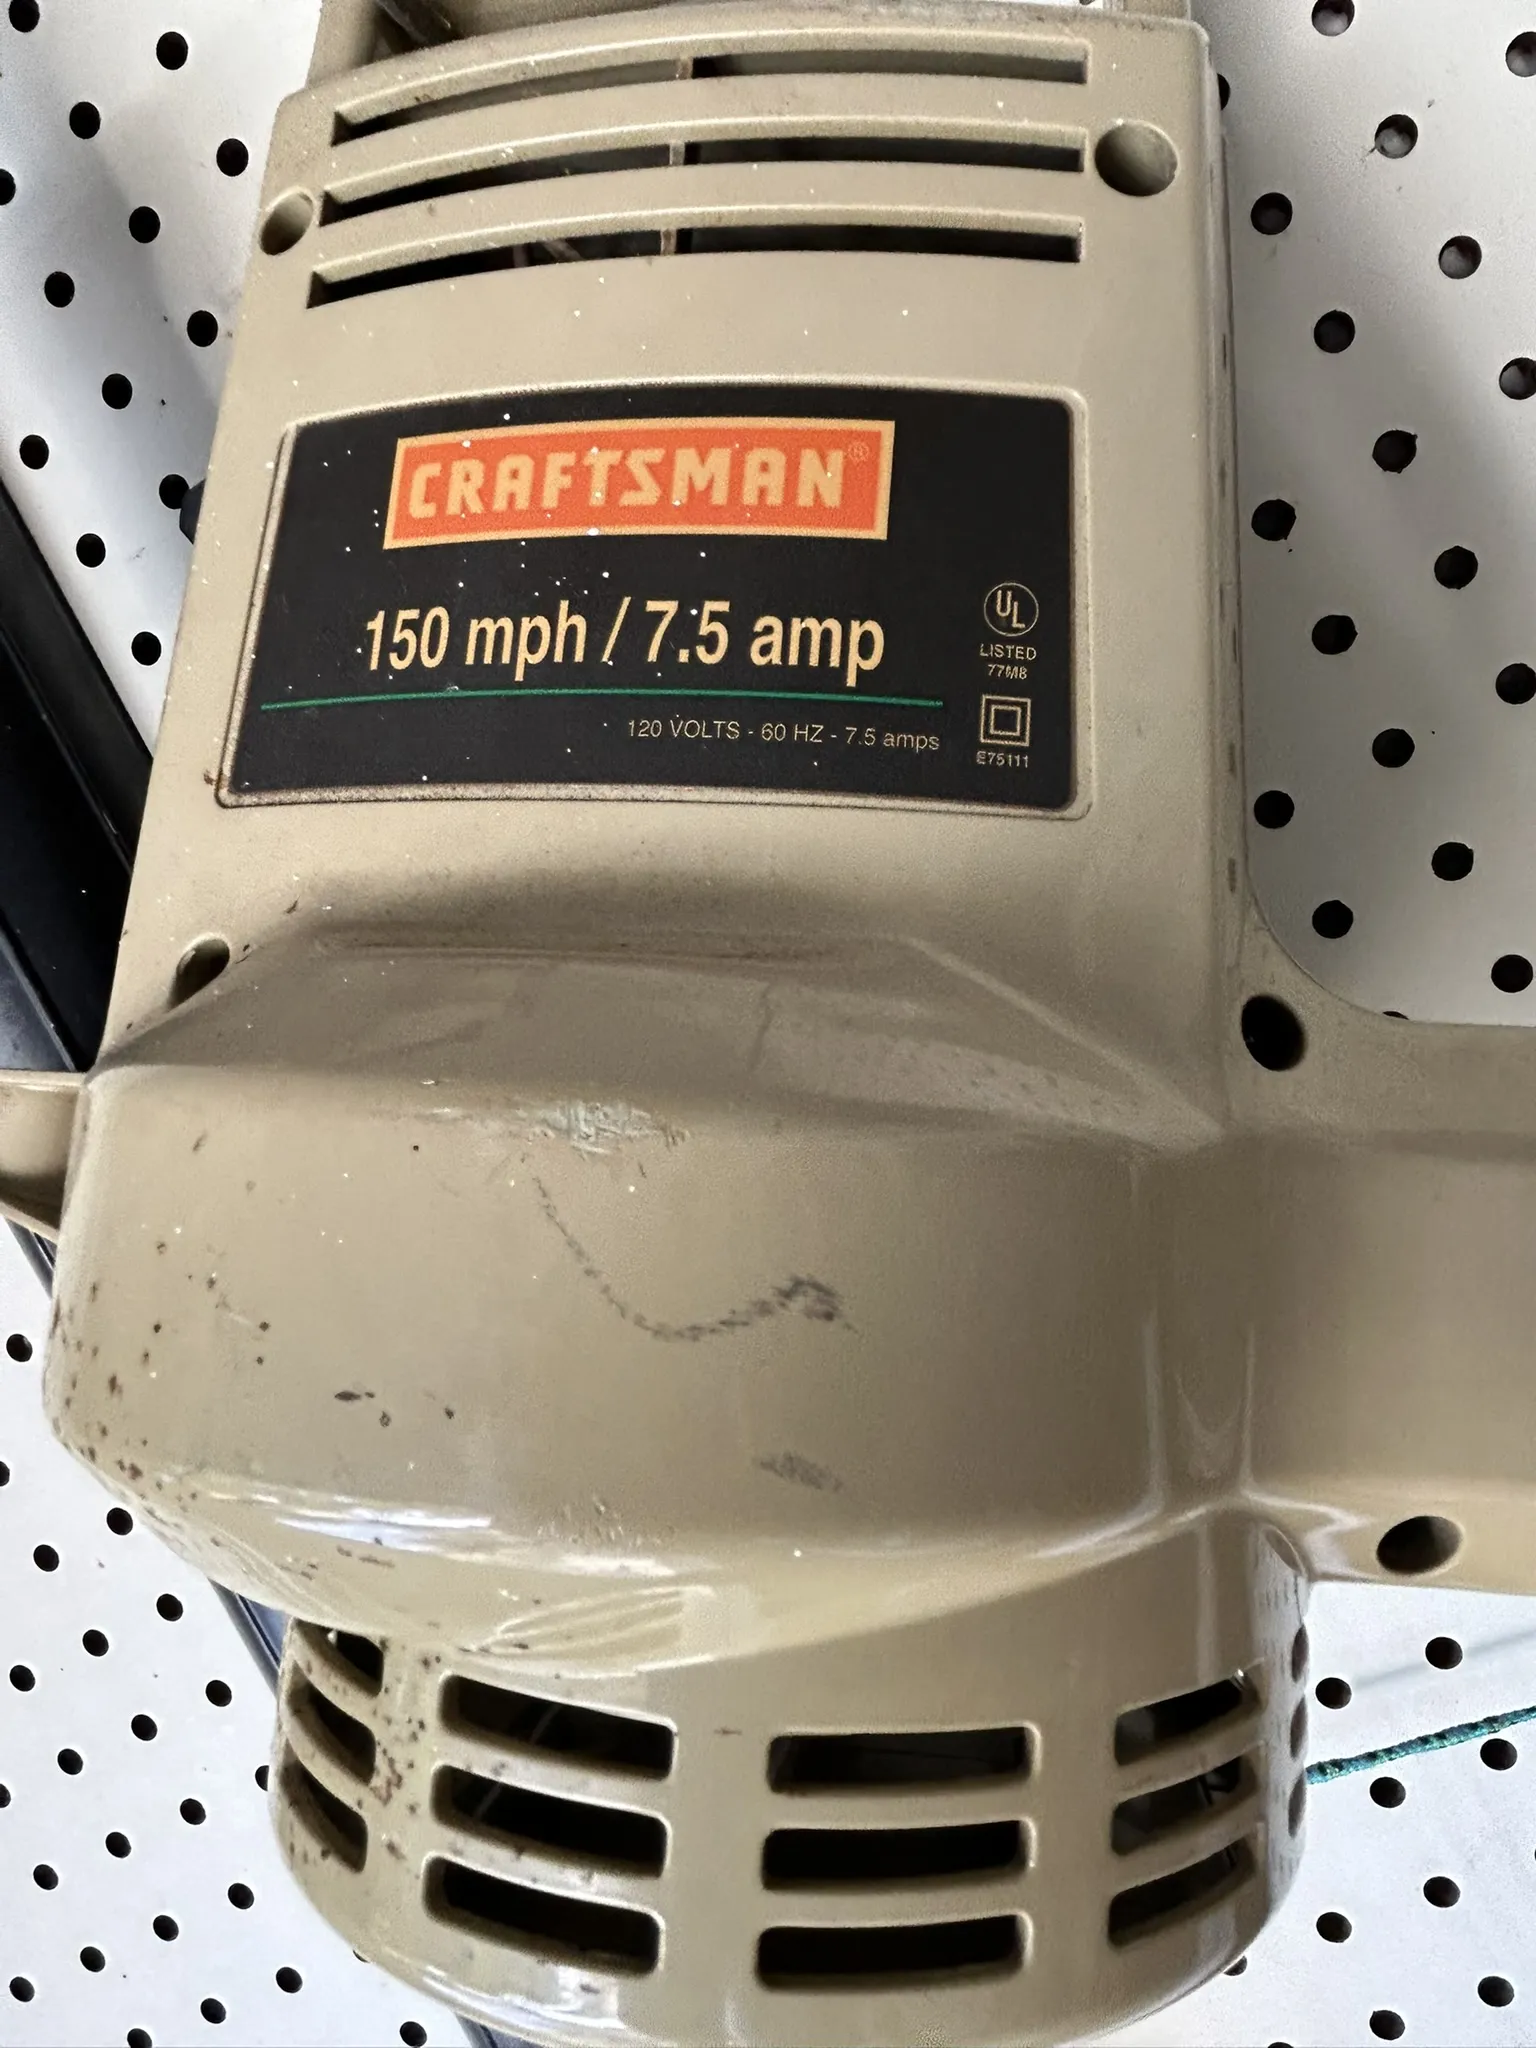 CRAFTSMAN®
150 mph / 7.5 amp
120 VOLTS - 60 HZ - 7.5 amps
UL
LISTED
77M8
E75111